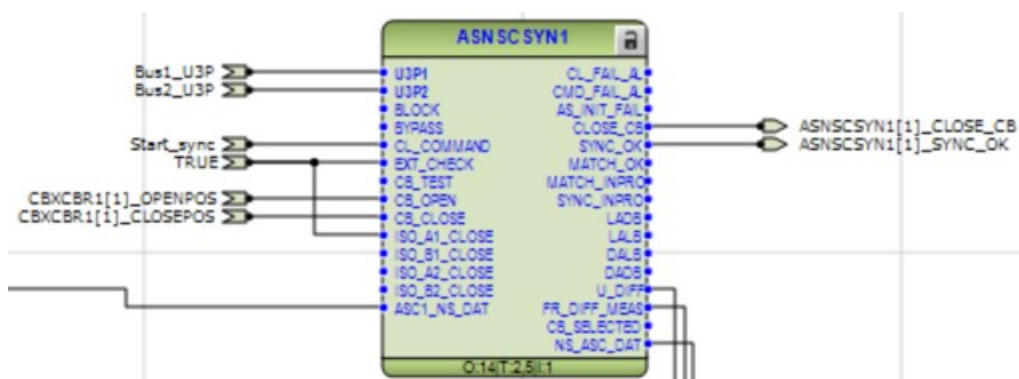 ASNSCSYN1
Bus1_U3P
Bus2_U3P
Start_sync
TRUE
CBXCBR1[1]_OPENPOS
CBXCBR1[1]_CLOSEPOS
U3P1
U3P2
BLOCK
BYPASS
CL_COMMAND
EXT_CHECK
CB_TEST
CB_OPEN
CB_CLOSE
ISO_A1_CLOSE
ISO_B1_CLOSE
ISO_A2_CLOSE
ISO_B2_CLOSE
ASC1_NS_DAT
CL_FAIL_AL
CMD_FAIL_AL
AS_INIT_FAIL
CLOSE_CB
SYNC_OK
MATCH_OK
MATCH_INPRO
SYNC_INPRO
LADB
LALB
DALB
DADB
U_DIFF
FR_DIFF_MEAS
CB_SELECTED
NS_ASC_DAT
ASNSCSYN1[1]_CLOSE_CB
ASNSCSYN1[1]_SYNC_OK
O:14|T:2,5|I:1